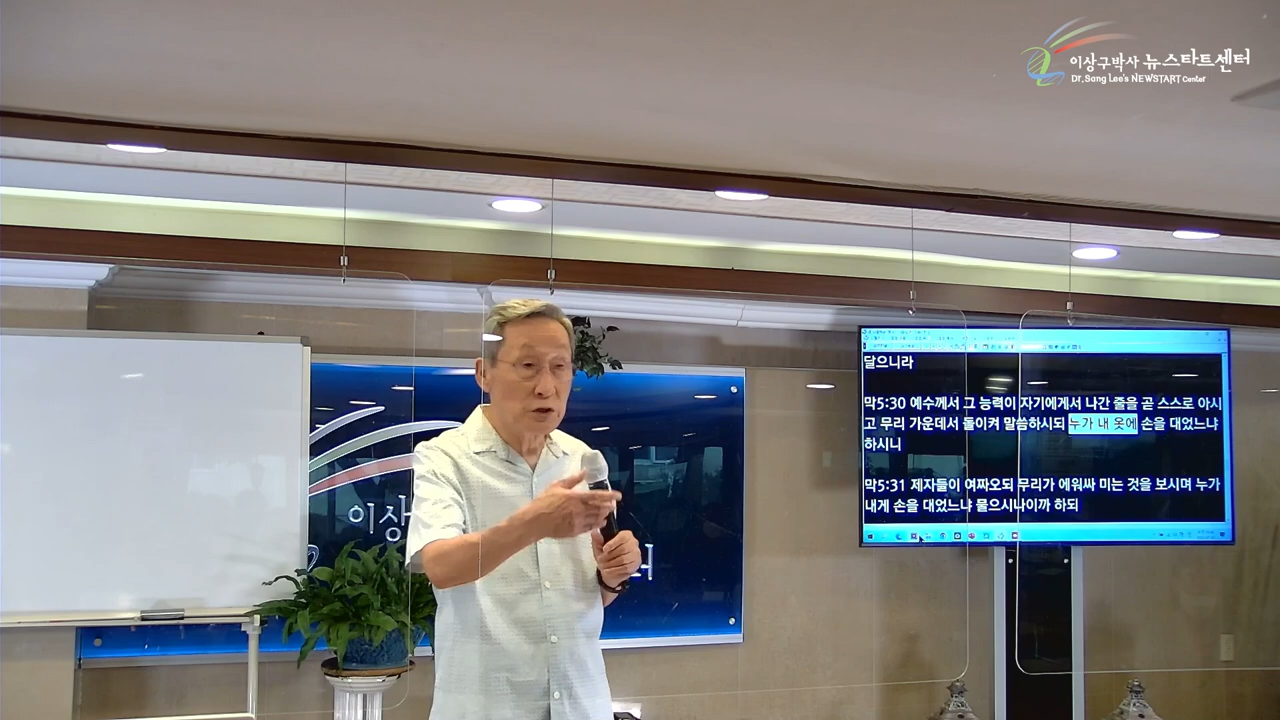 이상구박사 뉴스타트센터
Dr. Sang Lee's NEWSTART Center
달으니라
막5:30 예수께서 그 능력이 자기에게서 나간 줄을 곧 스스로 아시
고 무리 가운데서 돌이켜 말씀하시되 누가 내 옷에 손을 대었느냐
하시니
막5:31 제자들이 여짜오되 무리가 에워싸 미는 것을 보시며 누가
내게 손을 대었느냐 물으시나이까 하되
이상
터